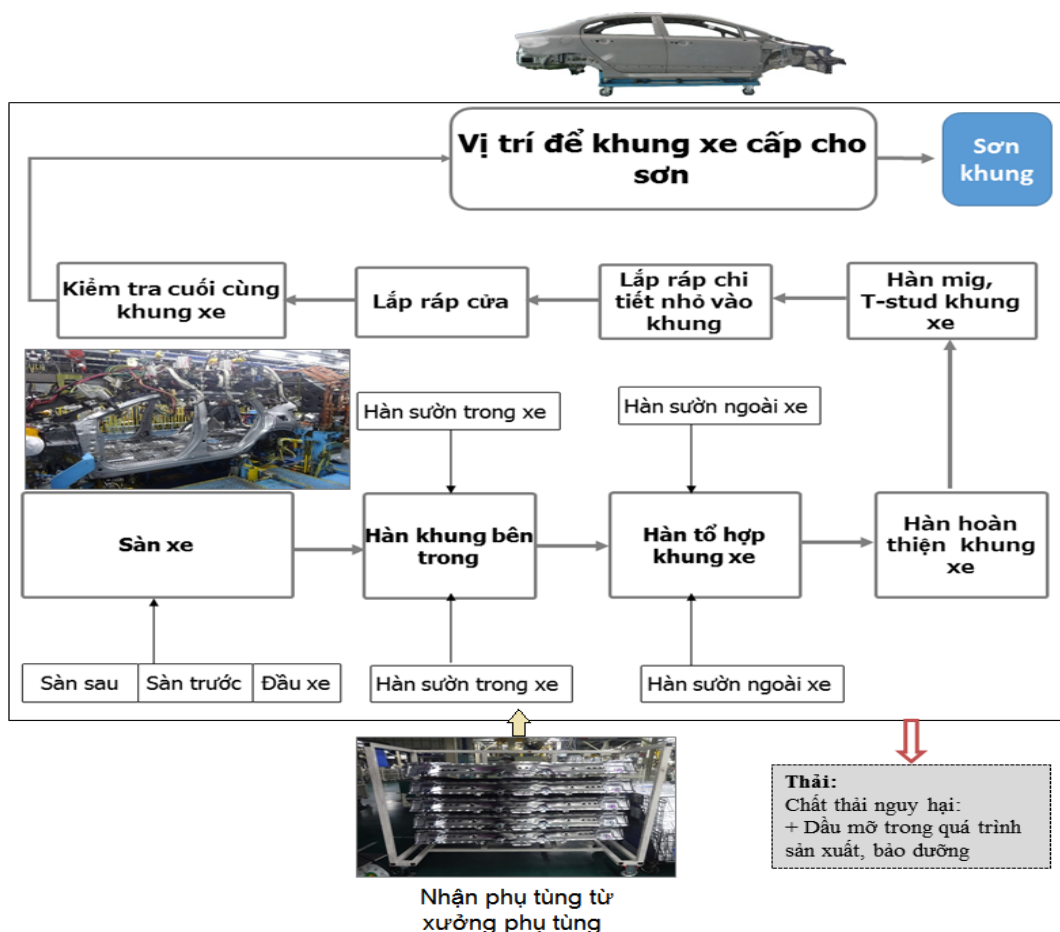 Vị trí để khung xe cấp cho
sơn
Sơn
khung
Kiểm tra cuối cùng
khung xe
Lắp ráp cửa
Lắp ráp chi
tiết nhỏ vào
khung
Hàn mig,
T-stud khung
xe
Hàn sườn trong xe
Hàn sườn ngoài xe
Sàn xe
Hàn khung bên
trong
Hàn tổ hợp
khung xe
Hàn hoàn
thiện khung
xe
Sàn sau
Sàn trước
Đầu xe
Hàn sườn trong xe
Hàn sườn ngoài xe
Thải:
Chất thải nguy hại:
+ Dầu mỡ trong quá trình
sản xuất, bảo dưỡng
Nhận phụ tùng từ
xưởng phụ tùng